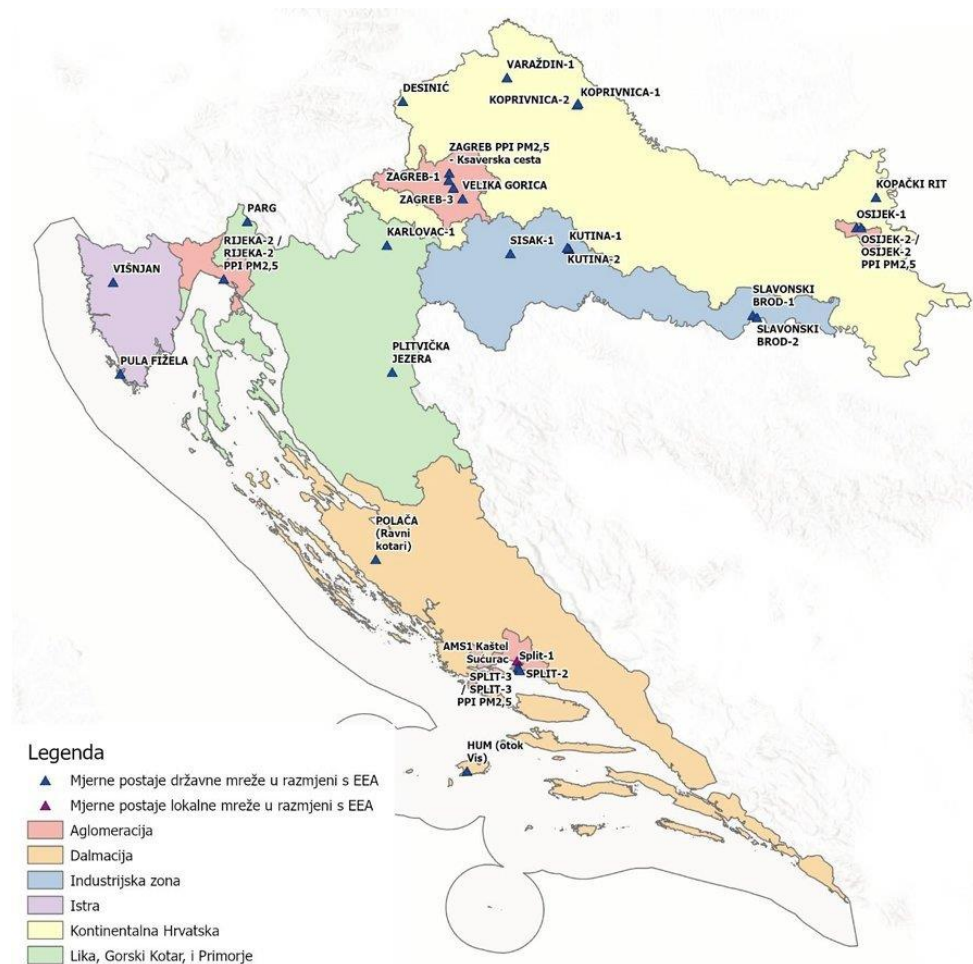 VARAŽDIN-1
DESINIĆ
KOPRIVNICA-1
KOPRIVNICA-2
ZAGREB PPI PM2,5
- Ksaverska cesta
ZAGREB-1
VELIKA GORICA
ZAGREB-3
KOPAČKI RIT
OSIJEK-1
OSIJEK-2 /
OSIJEK-2
PPI PM2,5
PARG
RIJEKA-2 /
RIJEKA-2
PPI PM2,5
KARLOVAC-1
SISAK-1
KUTINA-1
KUTINA-2
VIŠNJAN
SLAVONSKI
BROD-1
SLAVONSKI
BROD-2
PULA FIŽELA
PLITVIČKA
JEZERA
POLAČA
(Ravni
kotari)
AMS1 Kaštel
Sućurac
Split-1
SPLIT-2
SPLIT-3
/ SPLIT-3
PPI PM2,5
HUM (otok
Vis)
Legenda
Mjerne postaje državne mreže u razmjeni s EEA
Mjerne postaje lokalne mreže u razmjeni s EEA
Aglomeracija
Dalmacija
Industrijska zona
Istra
Kontinentalna Hrvatska
Lika, Gorski Kotar, i Primorje